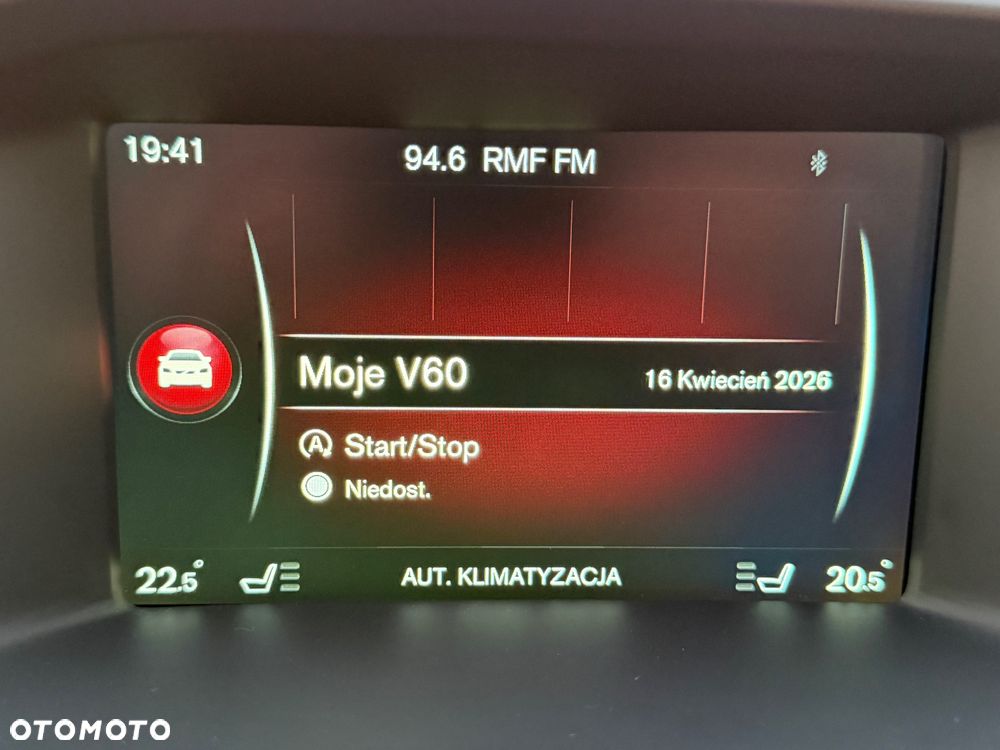 19:41 94.6 RMF FM
Moje V60 16 Kwiecień 2026
A Start/Stop
Niedost.
22.5° AUT. KLIMATYZACJA 20.5°
OTOMOTO